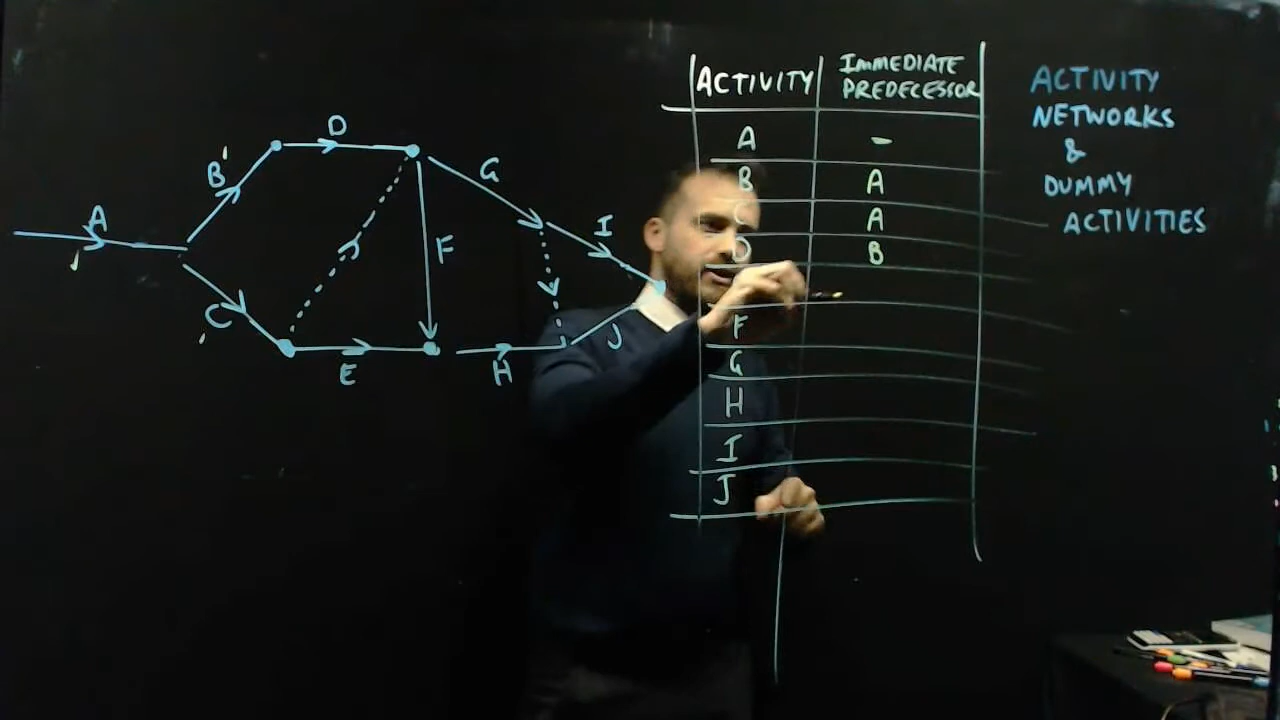 ACTIVITY
IMMEDIATE
PREDECESSOR
A -
B A
C A
D B
F
G
H
I
J
ACTIVITY
NETWORKS
&
DUMMY
ACTIVITIES
A
B
C
D
E
F
G
H
I
J